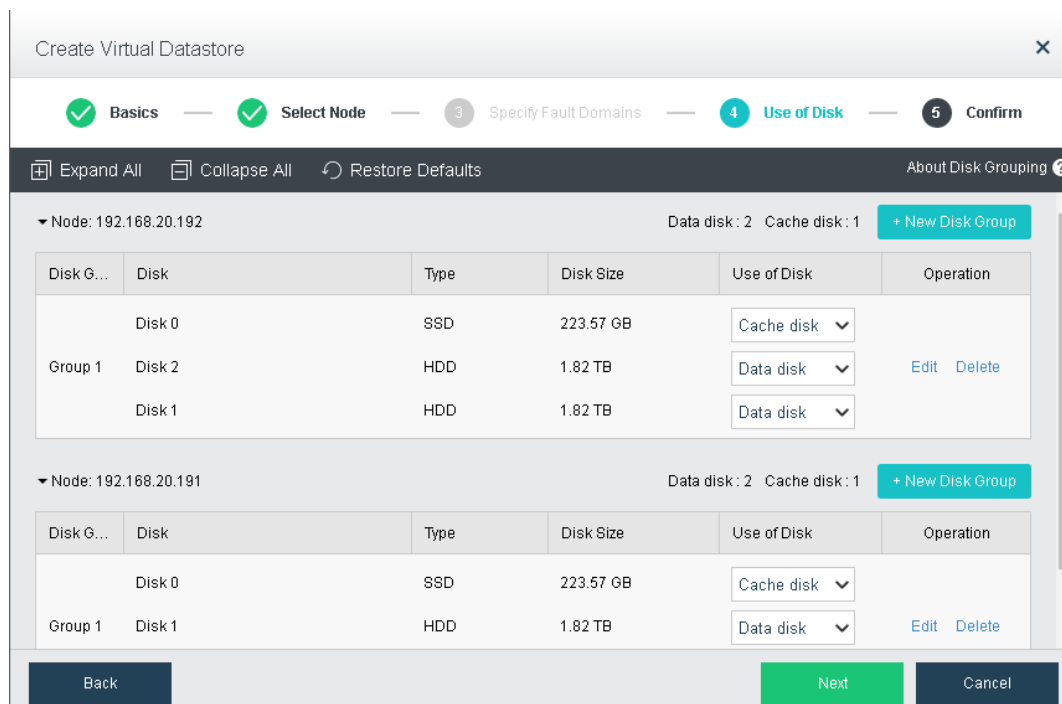 Create Virtual Datastore
Basics Select Node 3 Specify Fault Domains 4 Use of Disk 5 Confirm
Expand All Collapse All Restore Defaults About Disk Grouping ?
Node: 192.168.20.192 Data disk : 2 Cache disk : 1 + New Disk Group
Disk G... Disk Type Disk Size Use of Disk Operation
Disk 0 SSD 223.57 GB Cache disk
Group 1 Disk 2 HDD 1.82 TB Data disk Edit Delete
Disk 1 HDD 1.82 TB Data disk
Node: 192.168.20.191 Data disk : 2 Cache disk : 1 + New Disk Group
Disk G... Disk Type Disk Size Use of Disk Operation
Disk 0 SSD 223.57 GB Cache disk
Group 1 Disk 1 HDD 1.82 TB Data disk Edit Delete
Back Next Cancel